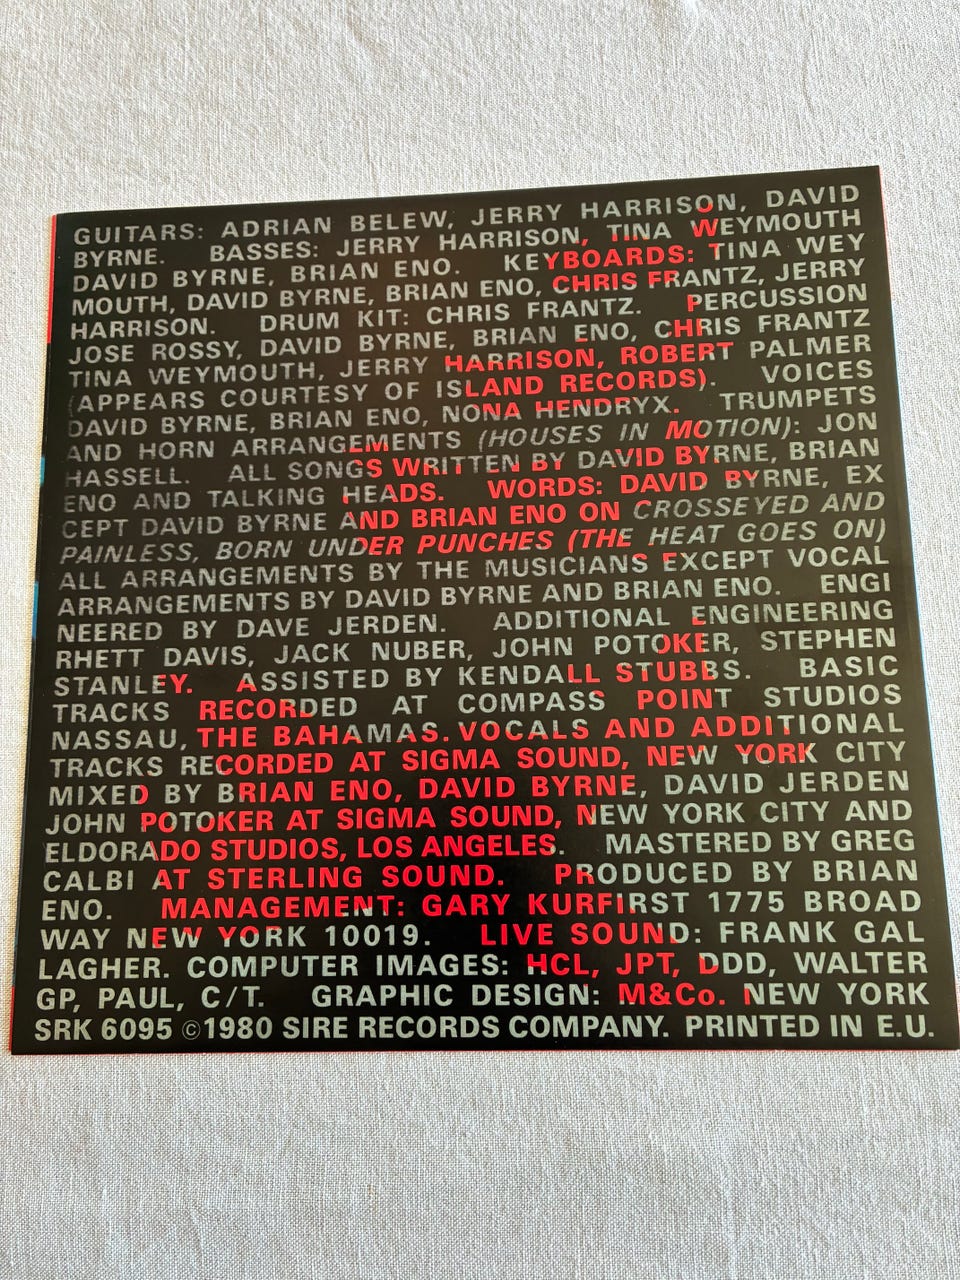 GUITARS: ADRIAN BELEW, JERRY HARRISON, DAVID
BYRNE. BASSES: JERRY HARRISON, TINA WEYMOUTH
DAVID BYRNE, BRIAN ENO. KEYBOARDS: TINA WEY
MOUTH, DAVID BYRNE, BRIAN ENO, CHRIS FRANTZ, JERRY
HARRISON. DRUM KIT: CHRIS FRANTZ. PERCUSSION
JOSE ROSSY, DAVID BYRNE, BRIAN ENO, CHRIS FRANTZ
TINA WEYMOUTH, JERRY HARRISON, ROBERT PALMER
(APPEARS COURTESY OF ISLAND RECORDS). VOICES
DAVID BYRNE, BRIAN ENO, NONA HENDRYX. TRUMPETS
AND HORN ARRANGEMENTS (HOUSES IN MOTION): JON
HASSELL. ALL SONGS WRITTEN BY DAVID BYRNE, BRIAN
ENO AND TALKING HEADS. WORDS: DAVID BYRNE, EX
CEPT DAVID BYRNE AND BRIAN ENO ON CROSSEYED AND
PAINLESS, BORN UNDER PUNCHES (THE HEAT GOES ON)
ALL ARRANGEMENTS BY THE MUSICIANS EXCEPT VOCAL
ARRANGEMENTS BY DAVID BYRNE AND BRIAN ENO. ENGI
NEERED BY DAVE JERDEN. ADDITIONAL ENGINEERING
RHETT DAVIS, JACK NUBER, JOHN POTOKER, STEPHEN
STANLEY. ASSISTED BY KENDALL STUBBS. BASIC
TRACKS RECORDED AT COMPASS POINT STUDIOS
NASSAU, THE BAHAMAS. VOCALS AND ADDITIONAL
TRACKS RECORDED AT SIGMA SOUND, NEW YORK CITY
MIXED BY BRIAN ENO, DAVID BYRNE, DAVID JERDEN
JOHN POTOKER AT SIGMA SOUND, NEW YORK CITY AND
ELDORADO STUDIOS, LOS ANGELES. MASTERED BY GREG
CALBI AT STERLING SOUND. PRODUCED BY BRIAN
ENO. MANAGEMENT: GARY KURFIRST 1775 BROAD
WAY NEW YORK 10019. LIVE SOUND: FRANK GAL
LAGHER. COMPUTER IMAGES: HCL, JPT, DDD, WALTER
GP, PAUL, C/T. GRAPHIC DESIGN: M&Co. NEW YORK
SRK 6095 ©1980 SIRE RECORDS COMPANY. PRINTED IN E.U.